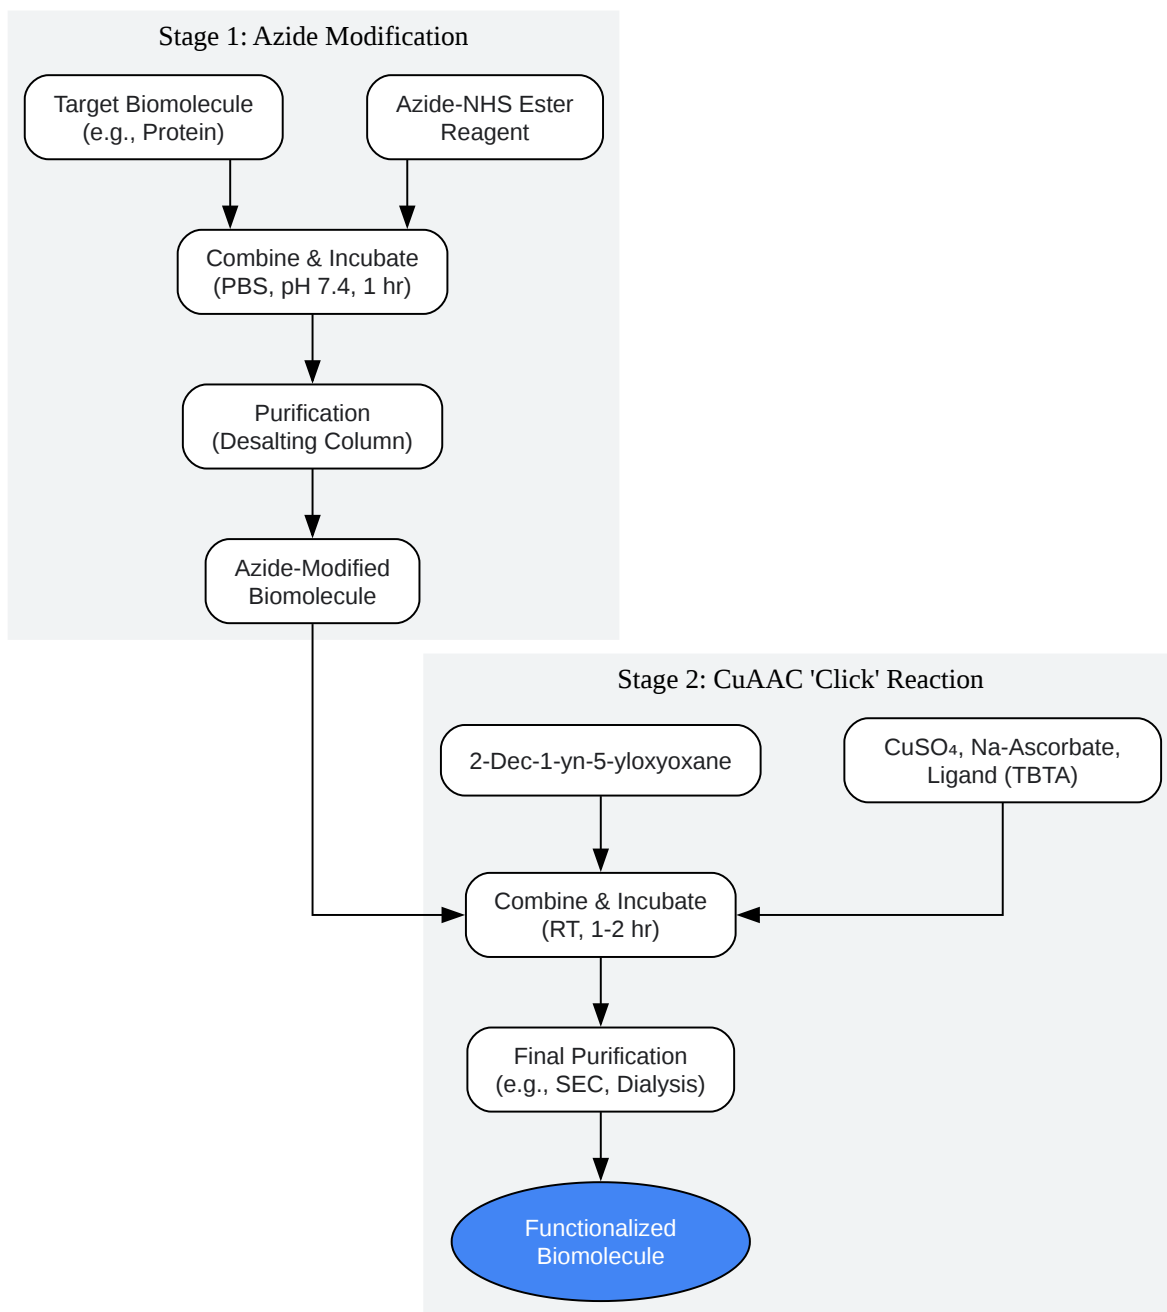 Stage 1: Azide Modification
Target Biomolecule
(e.g., Protein)
Azide-NHS Ester
Reagent
Combine & Incubate
(PBS, pH 7.4, 1 hr)
Purification
(Desalting Column)
Azide-Modified
Biomolecule
Stage 2: CuAAC 'Click' Reaction
2-Dec-1-yn-5-yloxyoxane
CuSO₄, Na-Ascorbate,
Ligand (TBTA)
Combine & Incubate
(RT, 1-2 hr)
Final Purification
(e.g., SEC, Dialysis)
Functionalized
Biomolecule